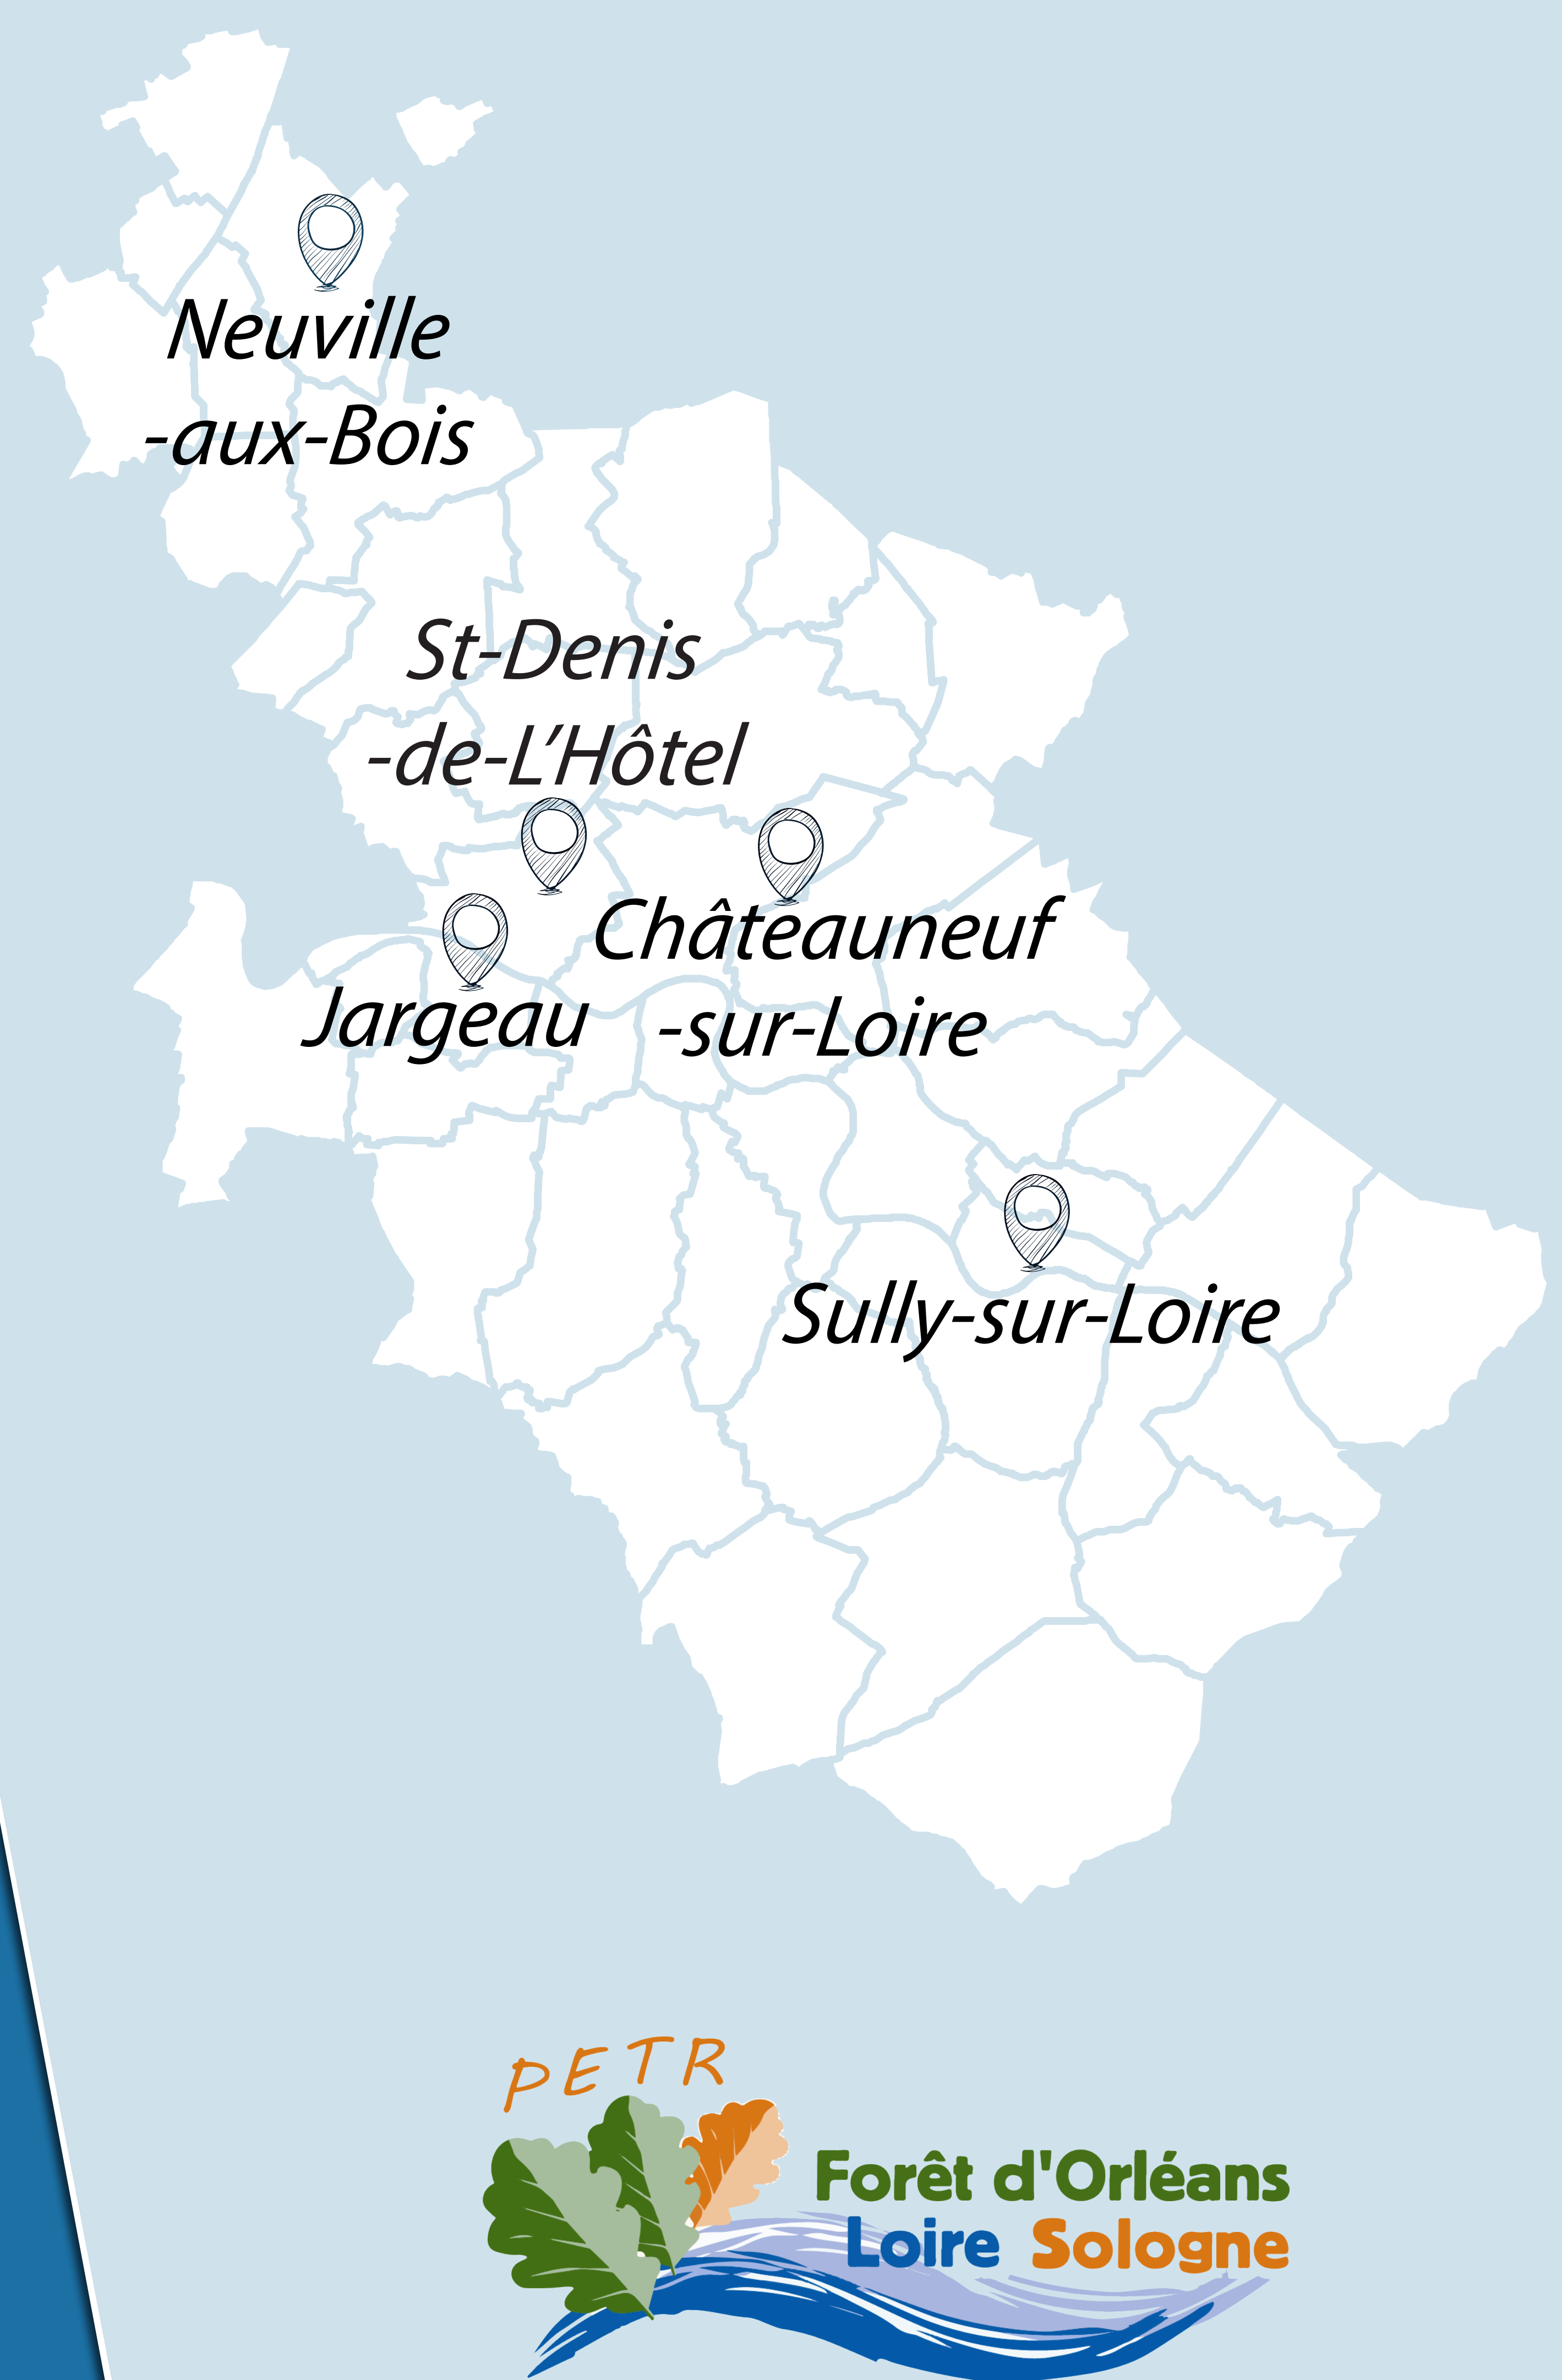 Neuville
-aux-Bois
St-Denis
-de-L’Hôtel
Châteauneuf
-sur-Loire
Jargeau
Sully-sur-Loire
PETR
Forêt d'Orléans
Loire Sologne